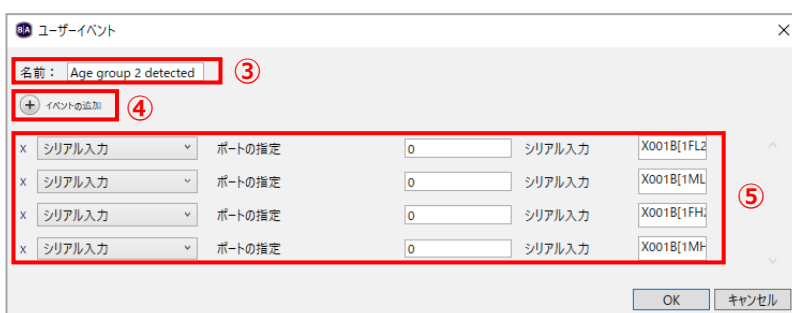 B|A ユーザーイベント ×
名前： Age group 2 detected ③
+ イベントの追加 ④
x シリアル入力 ポートの指定 0 シリアル入力 X001B[1FL2
x シリアル入力 ポートの指定 0 シリアル入力 X001B[1ML
x シリアル入力 ポートの指定 0 シリアル入力 X001B[1FH2
x シリアル入力 ポートの指定 0 シリアル入力 X001B[1MH
⑤
OK キャンセル